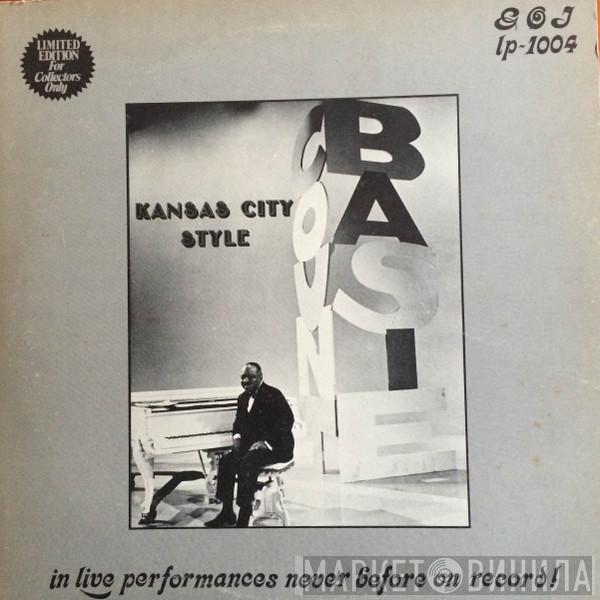 LIMITED
EDITION
For
Collectors
Only
G O J
lp-1004
KANSAS CITY
STYLE
COUNT
BASIE
in live performances never before on record!
МАРКЕТ ВИНИЛА